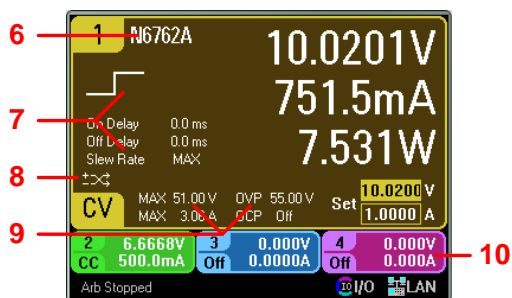 6
1 N6762A
10.0201V
751.5mA
7.531W
7
On Delay 0.0 ms
Off Delay 0.0 ms
Slew Rate MAX
8
CV
MAX 51.00 V OVP 55.00 V
MAX 3.06 A OCP Off
Set 10.0200 V
1.0000 A
9
2 6.6668V
CC 500.0mA
3 0.000V
Off 0.0000A
4 0.000V
Off 0.000A
10
Arb Stopped
IO I/O LAN